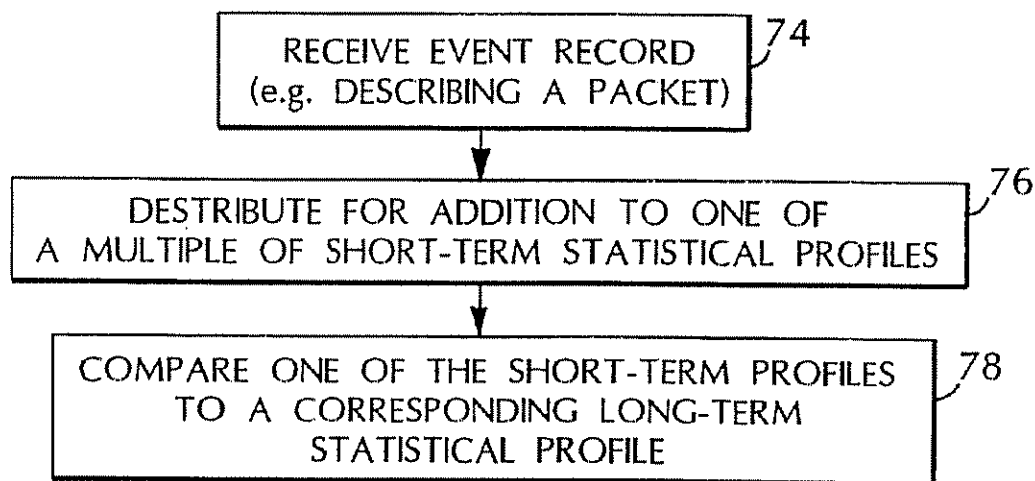 RECEIVE EVENT RECORD
(e.g. DESCRIBING A PACKET)
74
DESTRIBUTE FOR ADDITION TO ONE OF
A MULTIPLE OF SHORT-TERM STATISTICAL PROFILES
76
COMPARE ONE OF THE SHORT-TERM PROFILES
TO A CORRESPONDING LONG-TERM
STATISTICAL PROFILE
78